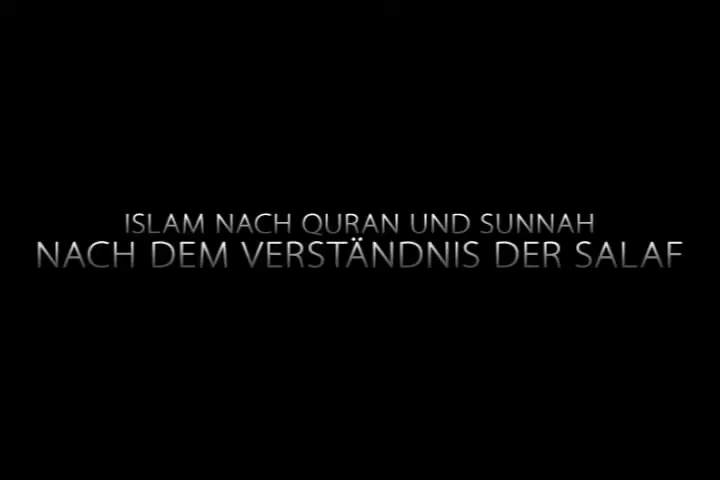 ISLAM NACH QURAN UND SUNNAH
NACH DEM VERSTÄNDNIS DER SALAF